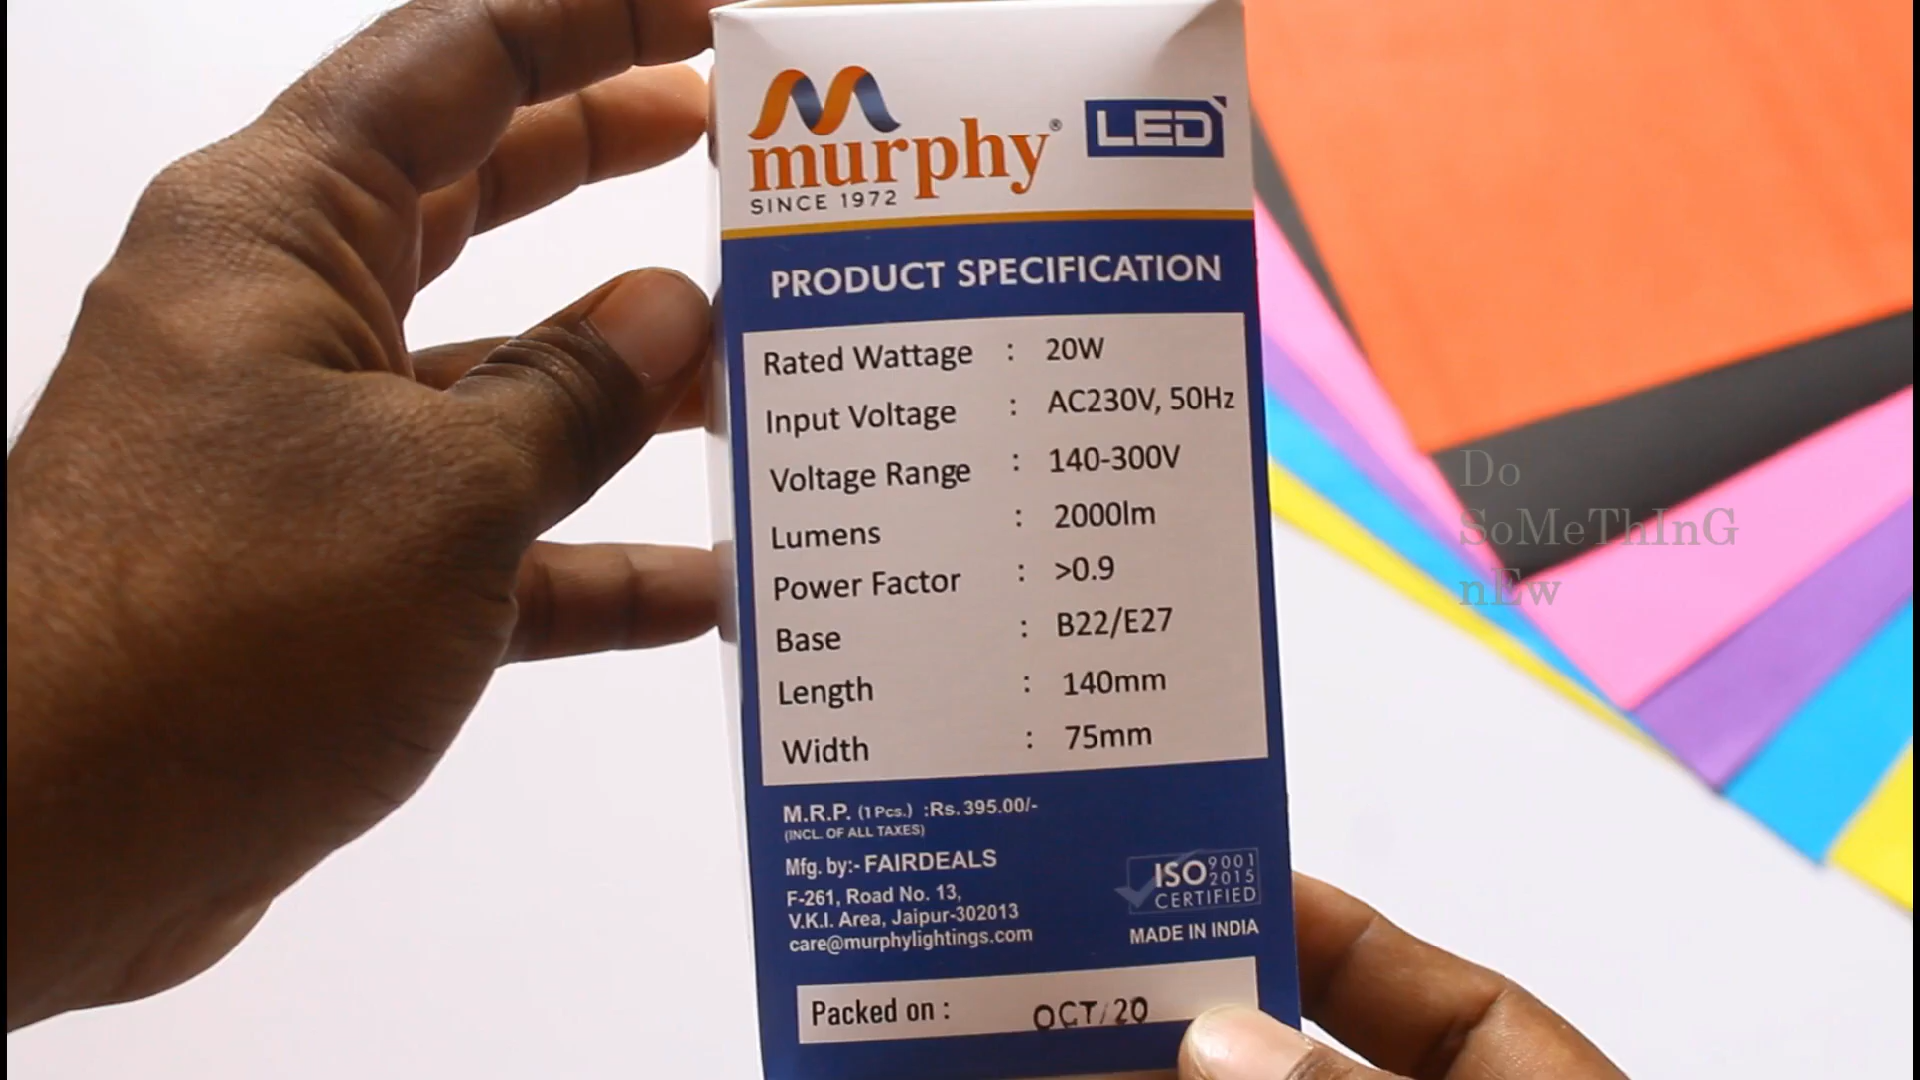 murphy®
LED
SINCE 1972
PRODUCT SPECIFICATION
Rated Wattage : 20W
Input Voltage : AC230V, 50Hz
Voltage Range : 140-300V
Lumens : 2000lm
Power Factor : >0.9
Base : B22/E27
Length : 140mm
Width : 75mm
M.R.P. (1 Pcs.) :Rs. 395.00/-
(INCL. OF ALL TAXES)
Mfg. by:- FAIRDEALS
F-261, Road No. 13,
V.K.I. Area, Jaipur-302013
care@murphylightings.com
ISO 9001
2015
CERTIFIED
MADE IN INDIA
Packed on : OCT/20
Do
SoMeThInG
nEw